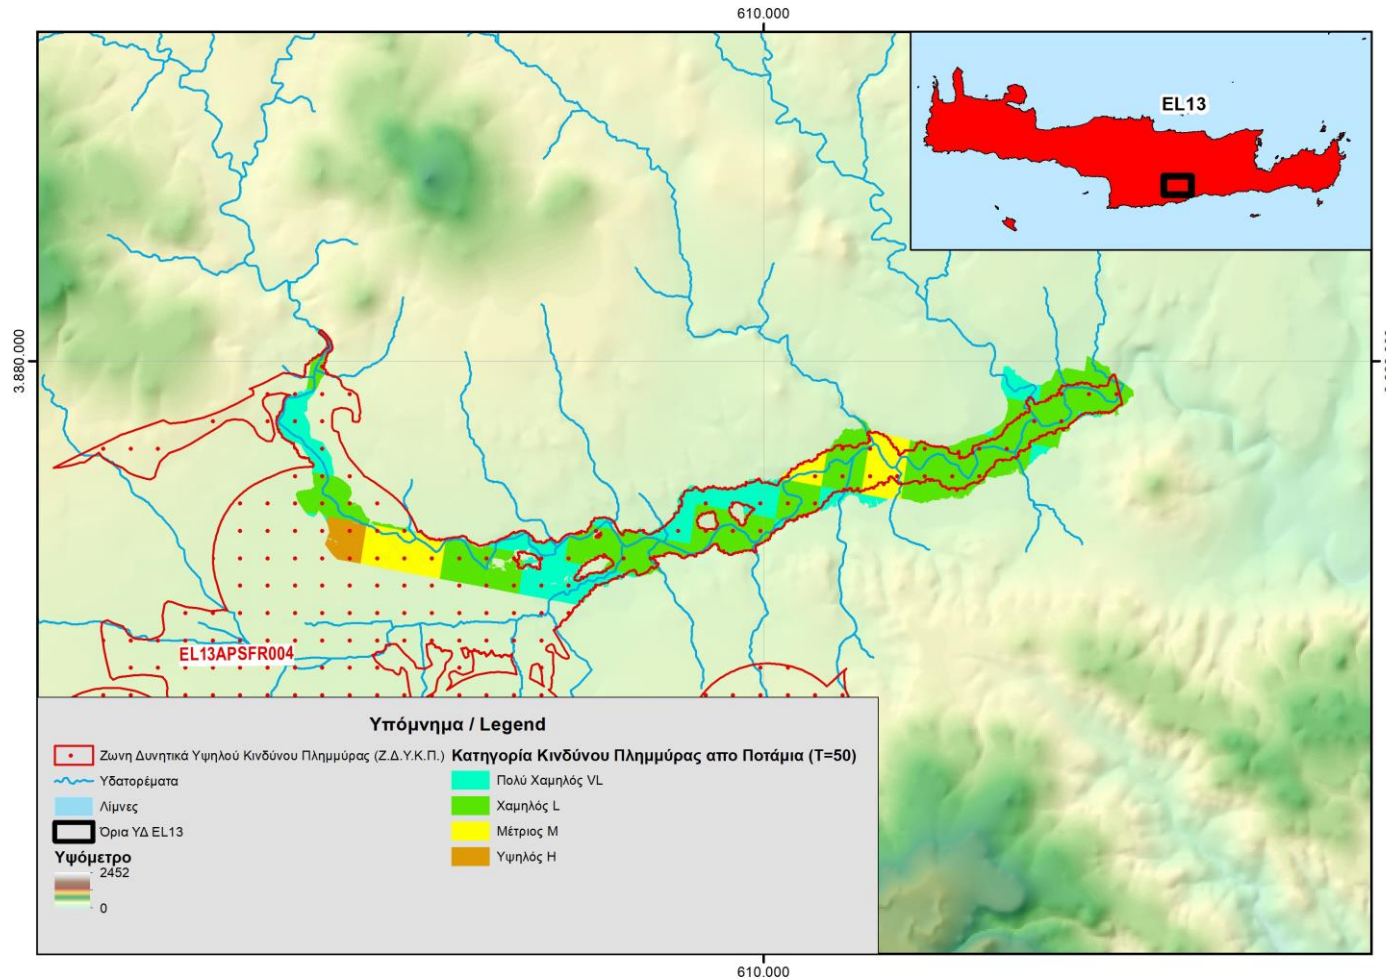 610.000
EL13
3.880.000
EL13APSFR004
Υπόμνημα / Legend
Ζωνη Δυνητικά Υψηλού Κινδύνου Πλημμύρας (Ζ.Δ.Υ.Κ.Π.)
Υδατορέματα
Λίμνες
Όρια ΥΔ EL13
Υψόμετρο
2452
0
Κατηγορία Κινδύνου Πλημμύρας απο Ποτάμια (T=50)
Πολύ Χαμηλός VL
Χαμηλός L
Μέτριος M
Υψηλός H
610.000